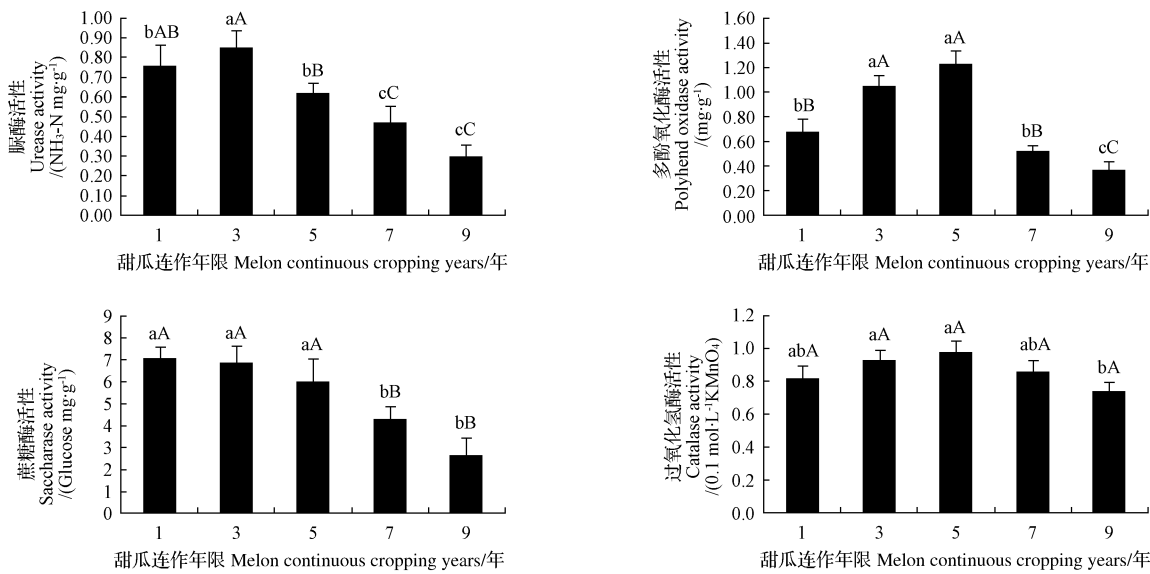 脲酶活性
Urease activity
/(NH₃-N mg·g⁻¹)
1.00
0.90
0.80
0.70
0.60
0.50
0.40
0.30
0.20
0.10
0.00
bAB
aA
bB
cC
cC
1 3 5 7 9
甜瓜连作年限 Melon continuous cropping years/年
多酚氧化酶活性
Polyhend oxidase activity
/(mg·g⁻¹)
1.60
1.40
1.20
1.00
0.80
0.60
0.40
0.20
0.00
bB
aA
aA
bB
cC
1 3 5 7 9
甜瓜连作年限 Melon continuous cropping years/年
蔗糖酶活性
Saccharase activity
/(Glucose mg·g⁻¹)
9
8
7
6
5
4
3
2
1
0
aA
aA
aA
bB
bB
1 3 5 7 9
甜瓜连作年限 Melon continuous cropping years/年
过氧化氢酶活性
Catalase activity
/(0.1 mol·L⁻¹KMnO₄)
1.2
1.0
0.8
0.6
0.4
0.2
0.0
abA
aA
aA
abA
bA
1 3 5 7 9
甜瓜连作年限 Melon continuous cropping years/年